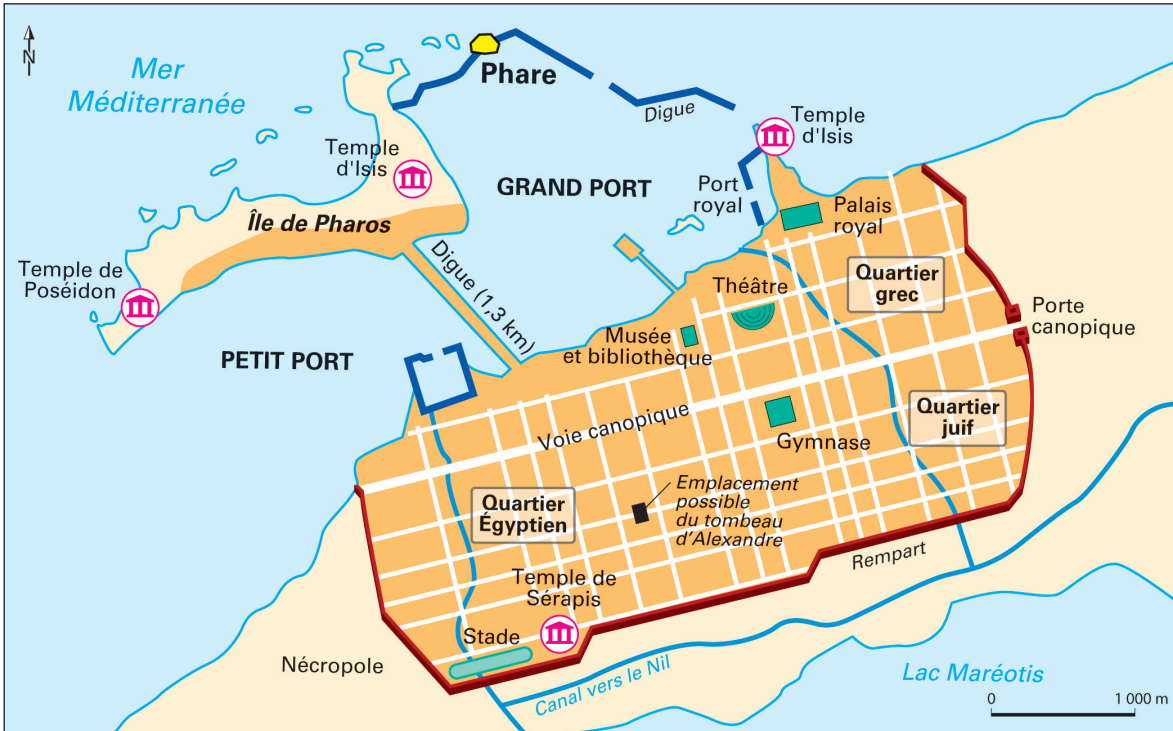 N
Mer
Méditerranée
Phare
Digue
Temple
d'Isis
Temple
d'Isis
GRAND PORT
Port
royal
Palais
royal
Île de Pharos
Temple de
Poséidon
Digue (1,3 km)
Théâtre
Quartier
grec
Porte
canopique
Musée
et bibliothèque
PETIT PORT
Voie canopique
Quartier
juif
Gymnase
Quartier
Égyptien
Emplacement
possible
du tombeau
d'Alexandre
Rempart
Temple de
Sérapis
Stade
Nécropole
Canal vers le Nil
Lac Maréotis
0 1 000 m